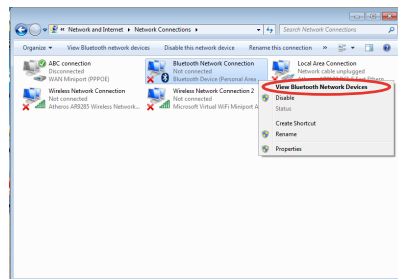 « Network and Internet ▸ Network Connections ▸
Search Network Connections
Organize ▾ View Bluetooth network devices Disable this network device Rename this connection »
ABC connection
Disconnected
WAN Miniport (PPPOE)
Bluetooth Network Connection
Not connected
Bluetooth Device (Personal Area
Local Area Connection
Network cable unplugged
Wireless Network Connection
Not connected
Atheros AR9285 Wireless Network...
Wireless Network Connection 2
Not connected
Microsoft Virtual WiFi Miniport A
View Bluetooth Network Devices
Disable
Status
Create Shortcut
Rename
Properties